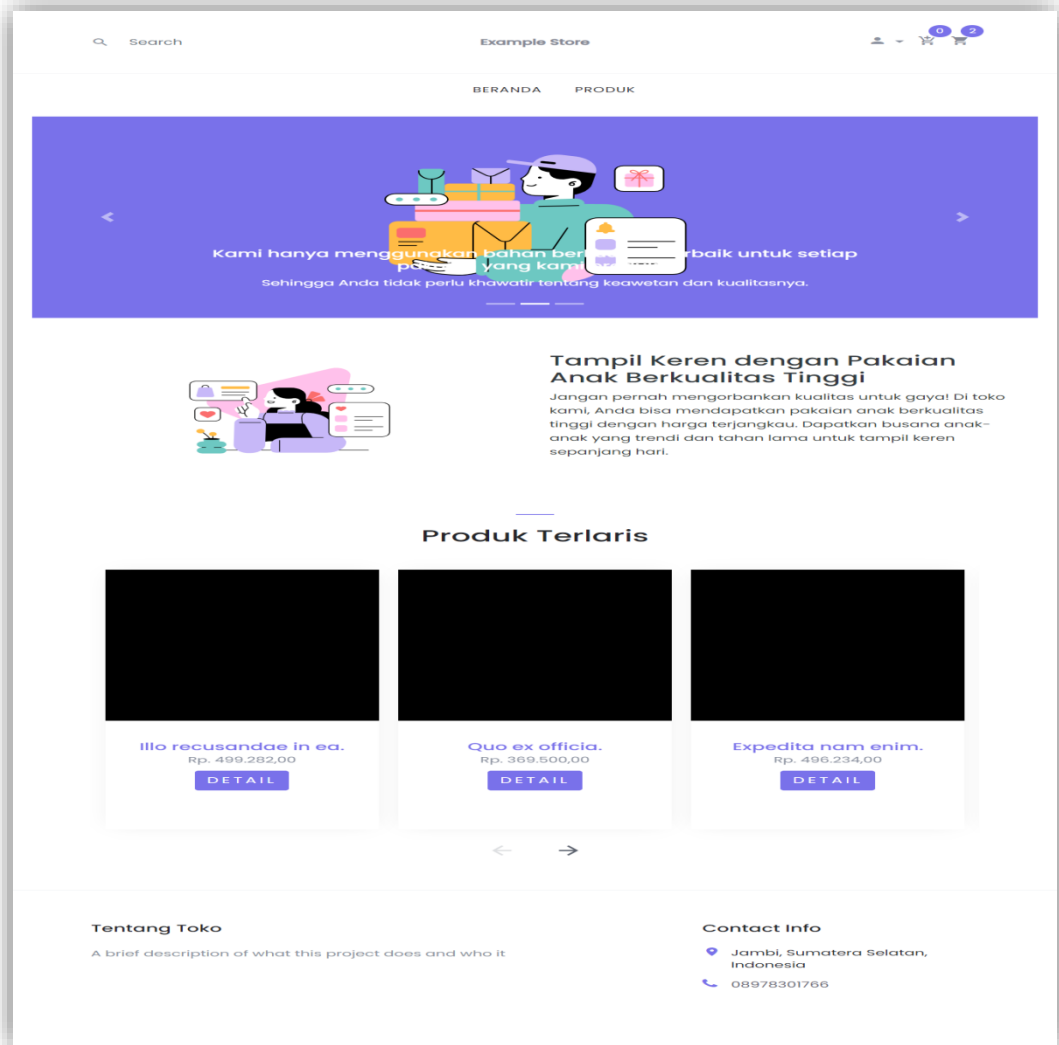 Search
Example Store
0
2
BERANDA PRODUK
Kami hanya menggunakan bahan ber rbaik untuk setiap
yang kami
Sehingga Anda tidak perlu khawatir tentang keawetan dan kualitasnya.
Tampil Keren dengan Pakaian
Anak Berkualitas Tinggi
Jangan pernah mengorbankan kualitas untuk gaya! Di toko
kami, Anda bisa mendapatkan pakaian anak berkualitas
tinggi dengan harga terjangkau. Dapatkan busana anak-
anak yang trendi dan tahan lama untuk tampil keren
sepanjang hari.
Produk Terlaris
Illo recusandae in ea.
Rp. 499.282,00
DETAIL
Quo ex officia.
Rp. 369.500,00
DETAIL
Expedita nam enim.
Rp. 496.234,00
DETAIL
Tentang Toko
A brief description of what this project does and who it
Contact Info
Jambi, Sumatera Selatan,
Indonesia
08978301766